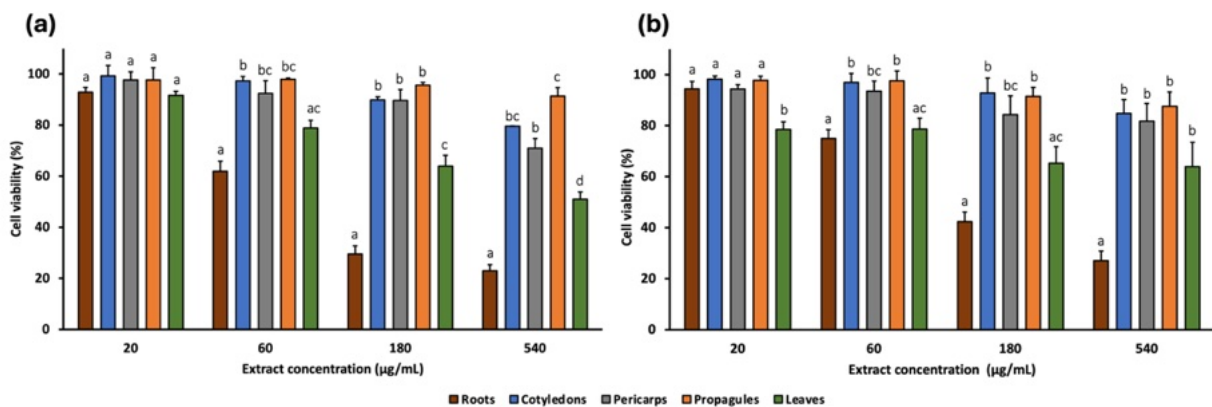 (a)
Cell viability (%)
100
80
60
40
20
0
a a a a a
a b bc bc ac
a b b b c
a bc b c d
20 60 180 540
Extract concentration (µg/mL)
(b)
Cell viability (%)
100
80
60
40
20
0
a a a a b
a b bc b ac
a b bc b ac
a b b b b
20 60 180 540
Extract concentration (µg/mL)
Roots Cotyledons Pericarps Propagules Leaves